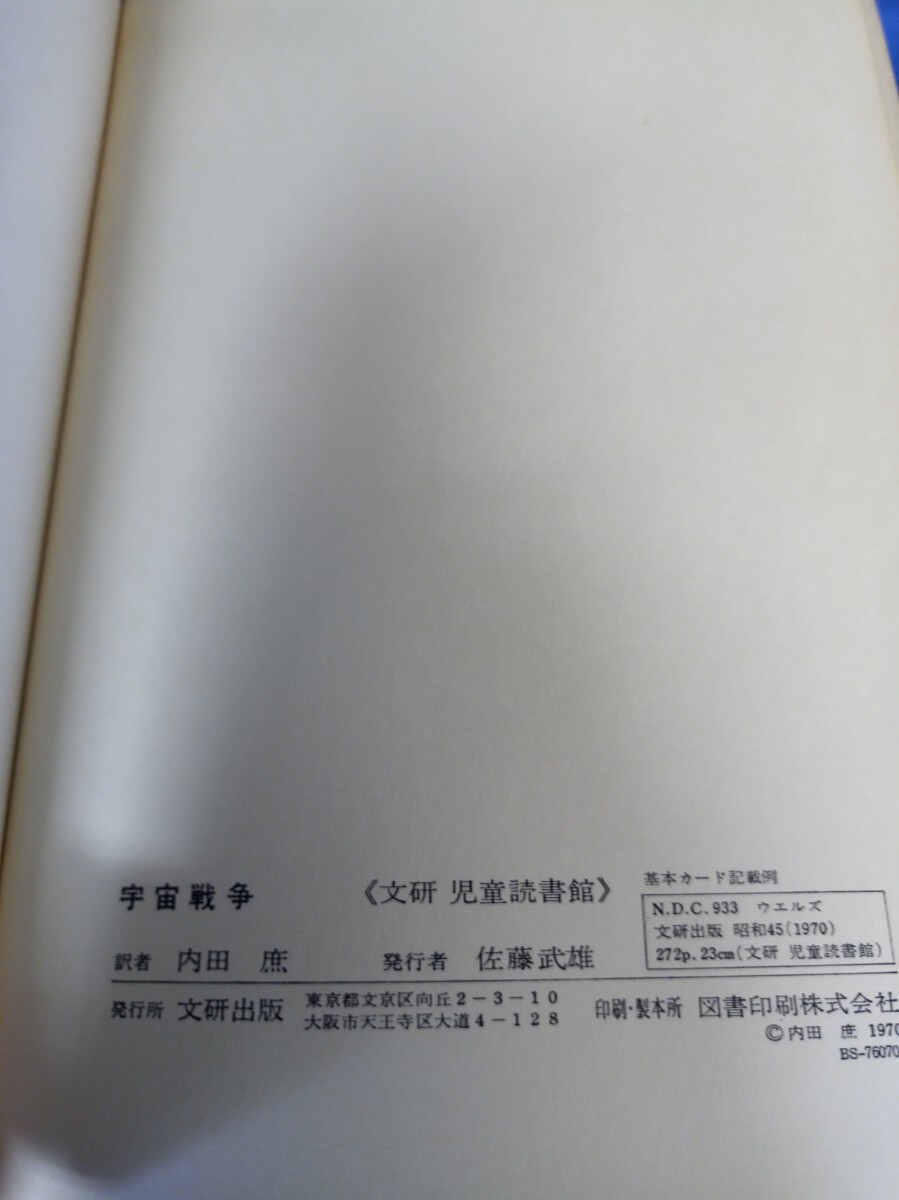 宇宙戦争 《文研 児童読書館》
基本カード記載例
N.D.C.933 ウエルズ
文研出版 昭和45(1970)
272p.23cm(文研 児童読書館)
訳者 内田 庶 発行者 佐藤武雄
発行所 文研出版 東京都文京区向丘2-3-10
大阪市天王寺区大道4-128
印刷・製本所 図書印刷株式会社
©内田 庶 1970
BS-76070